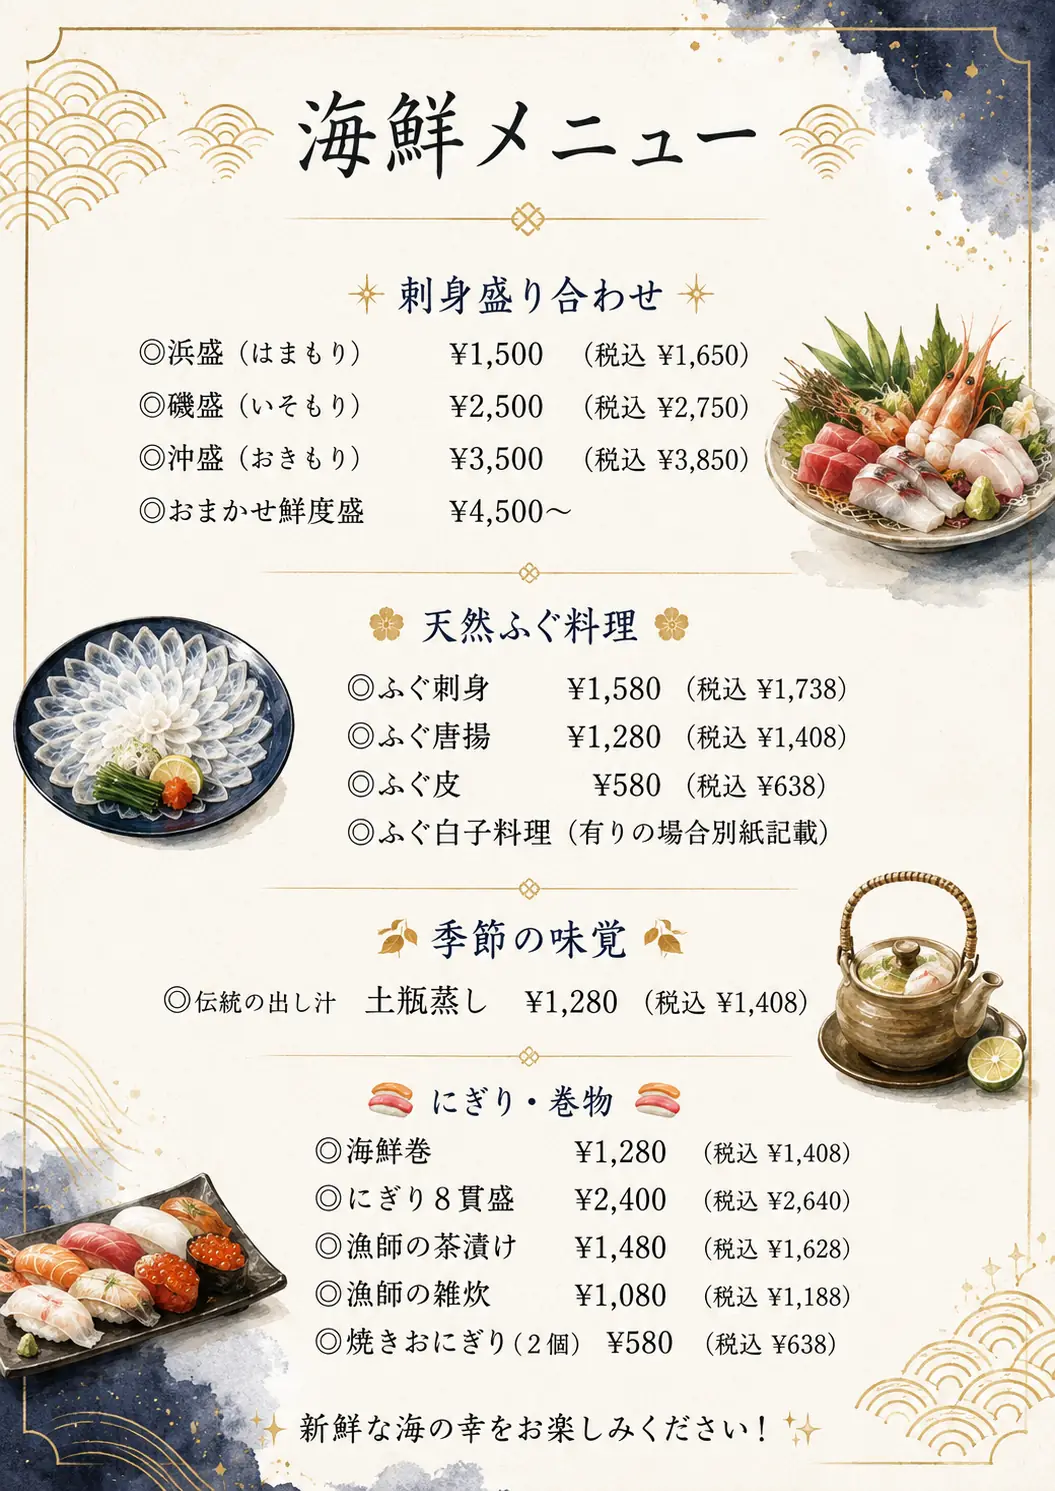 海鮮メニュー
刺身盛り合わせ
◎浜盛（はまもり） ¥1,500 （税込 ¥1,650）
◎磯盛（いそもり） ¥2,500 （税込 ¥2,750）
◎沖盛（おきもり） ¥3,500 （税込 ¥3,850）
◎おまかせ鮮度盛 ¥4,500～
天然ふぐ料理
◎ふぐ刺身 ¥1,580 （税込 ¥1,738）
◎ふぐ唐揚 ¥1,280 （税込 ¥1,408）
◎ふぐ皮 ¥580 （税込 ¥638）
◎ふぐ白子料理（有りの場合別紙記載）
季節の味覚
◎伝統の出し汁 土瓶蒸し ¥1,280 （税込 ¥1,408）
にぎり・巻物
◎海鮮巻 ¥1,280 （税込 ¥1,408）
◎にぎり８貫盛 ¥2,400 （税込 ¥2,640）
◎漁師の茶漬け ¥1,480 （税込 ¥1,628）
◎漁師の雑炊 ¥1,080 （税込 ¥1,188）
◎焼きおにぎり（２個） ¥580 （税込 ¥638）
新鮮な海の幸をお楽しみください！